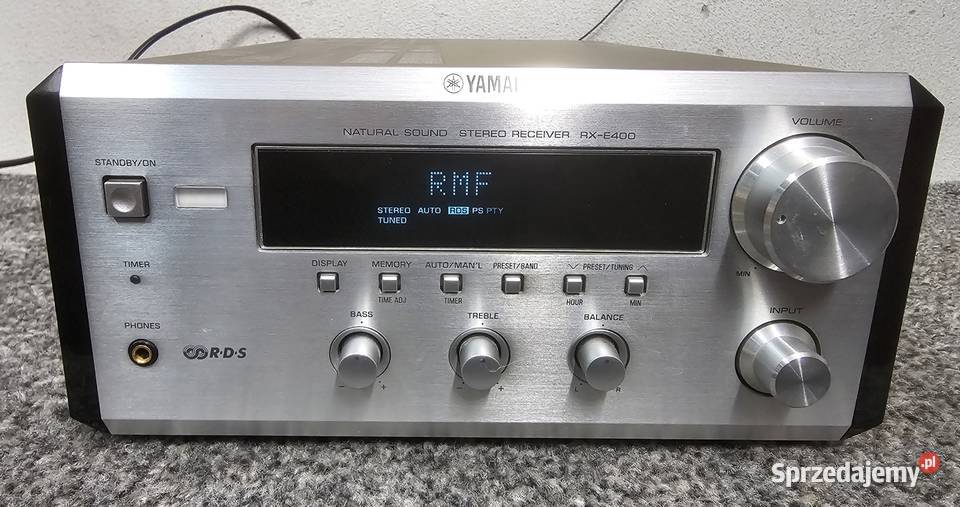 YAMAH
NATURAL SOUND STEREO RECEIVER RX-E400
VOLUME
STANDBY/ON
RMF
STEREO AUTO RDS PS PTY
TUNED
TIMER
DISPLAY MEMORY AUTO/MAN'L PRESET/BAND PRESET/TUNING
TIME ADJ TIMER HOUR MIN
MIN
PHONES
R·D·S
BASS TREBLE BALANCE
- + - + L R
INPUT
Sprzedajemy.pl